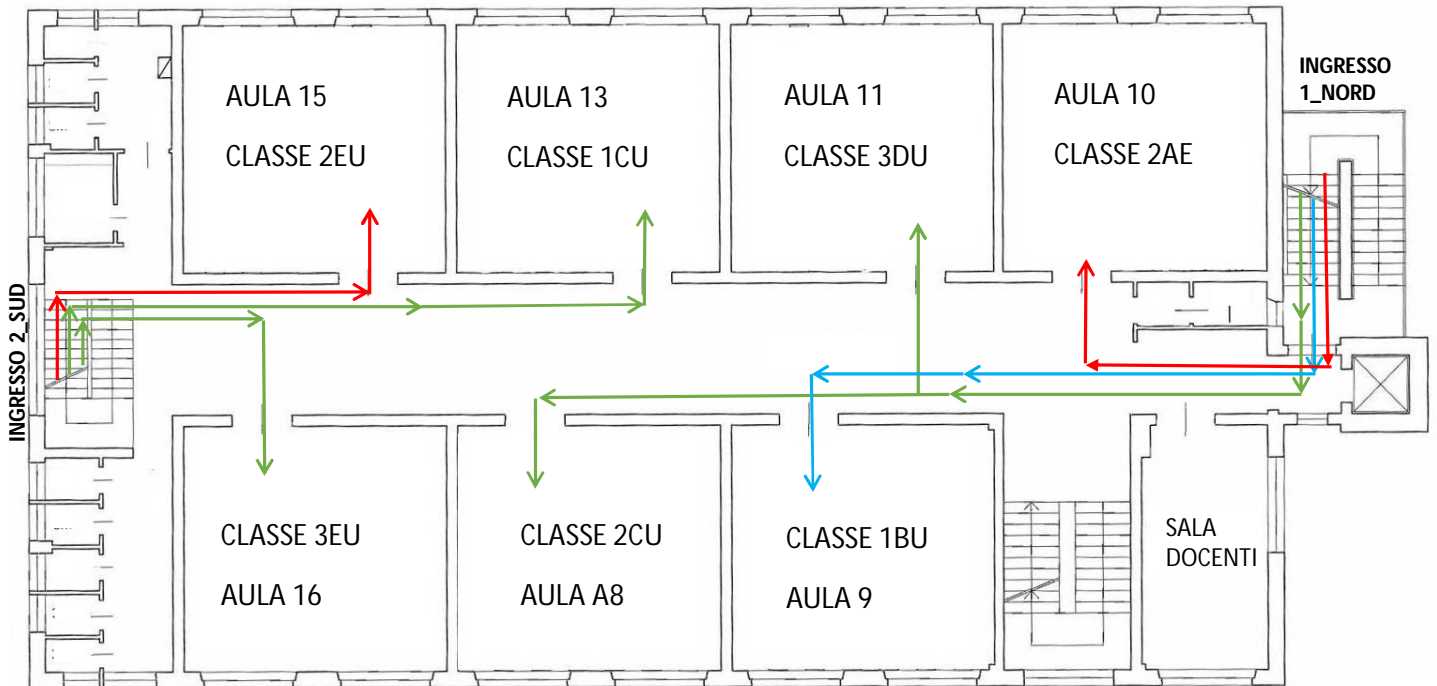 AULA 15
CLASSE 2EU
AULA 13
CLASSE 1CU
AULA 11
CLASSE 3DU
AULA 10
CLASSE 2AE
INGRESSO
1_NORD
INGRESSO 2_SUD
CLASSE 3EU
AULA 16
CLASSE 2CU
AULA A8
CLASSE 1BU
AULA 9
SALA
DOCENTI